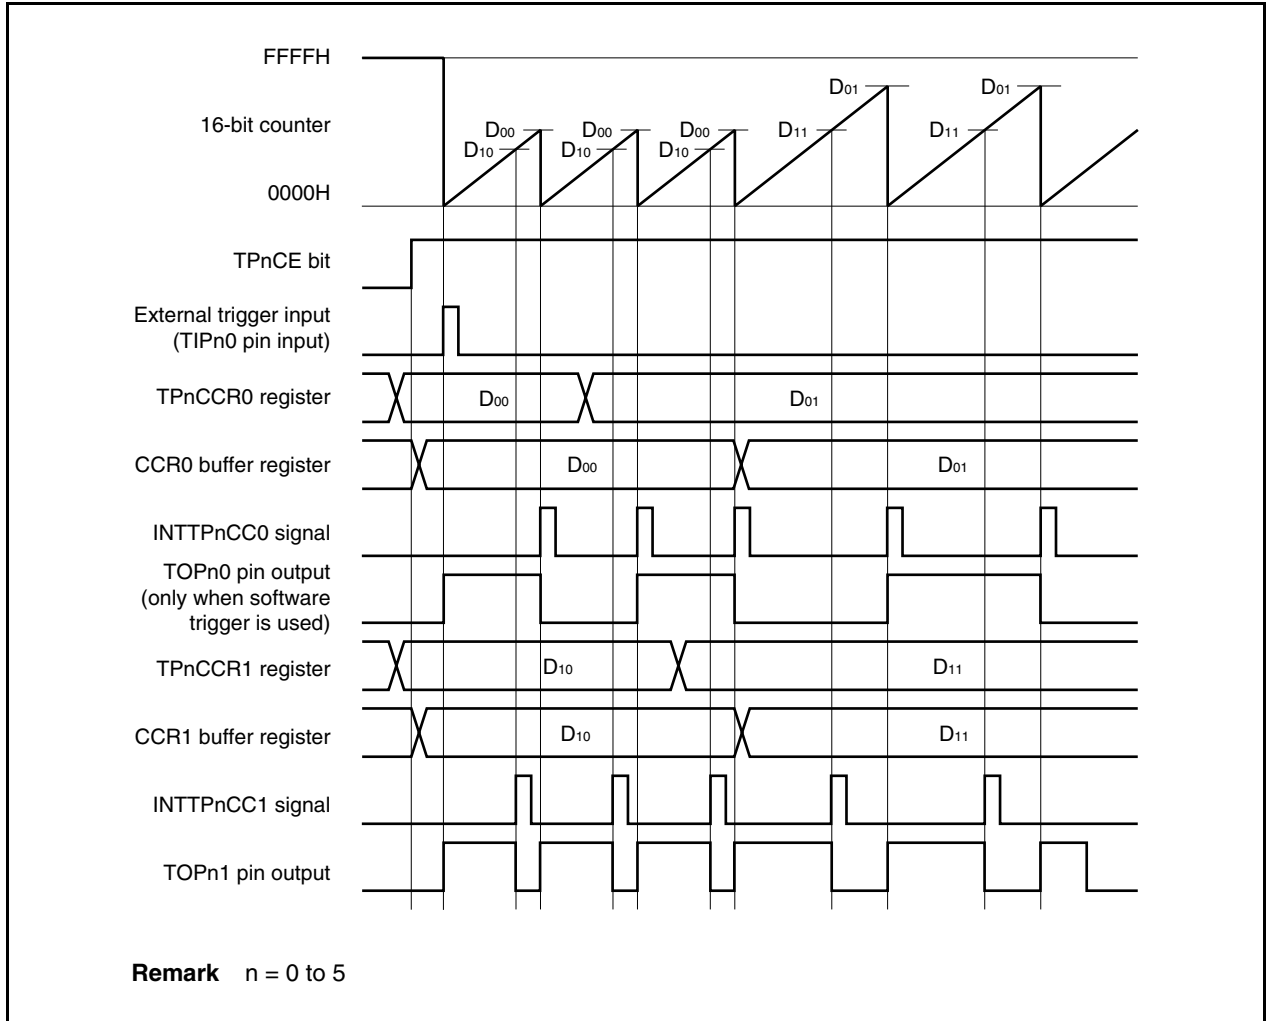 FFFFH
16-bit counter
0000H
D00
D10
D00
D10
D00
D10
D11
D01
D11
D01
TPnCE bit
External trigger input
(TIPn0 pin input)
TPnCCR0 register
D00
D01
CCR0 buffer register
D00
D01
INTTPnCC0 signal
TOPn0 pin output
(only when software
trigger is used)
TPnCCR1 register
D10
D11
CCR1 buffer register
D10
D11
INTTPnCC1 signal
TOPn1 pin output
Remark n = 0 to 5